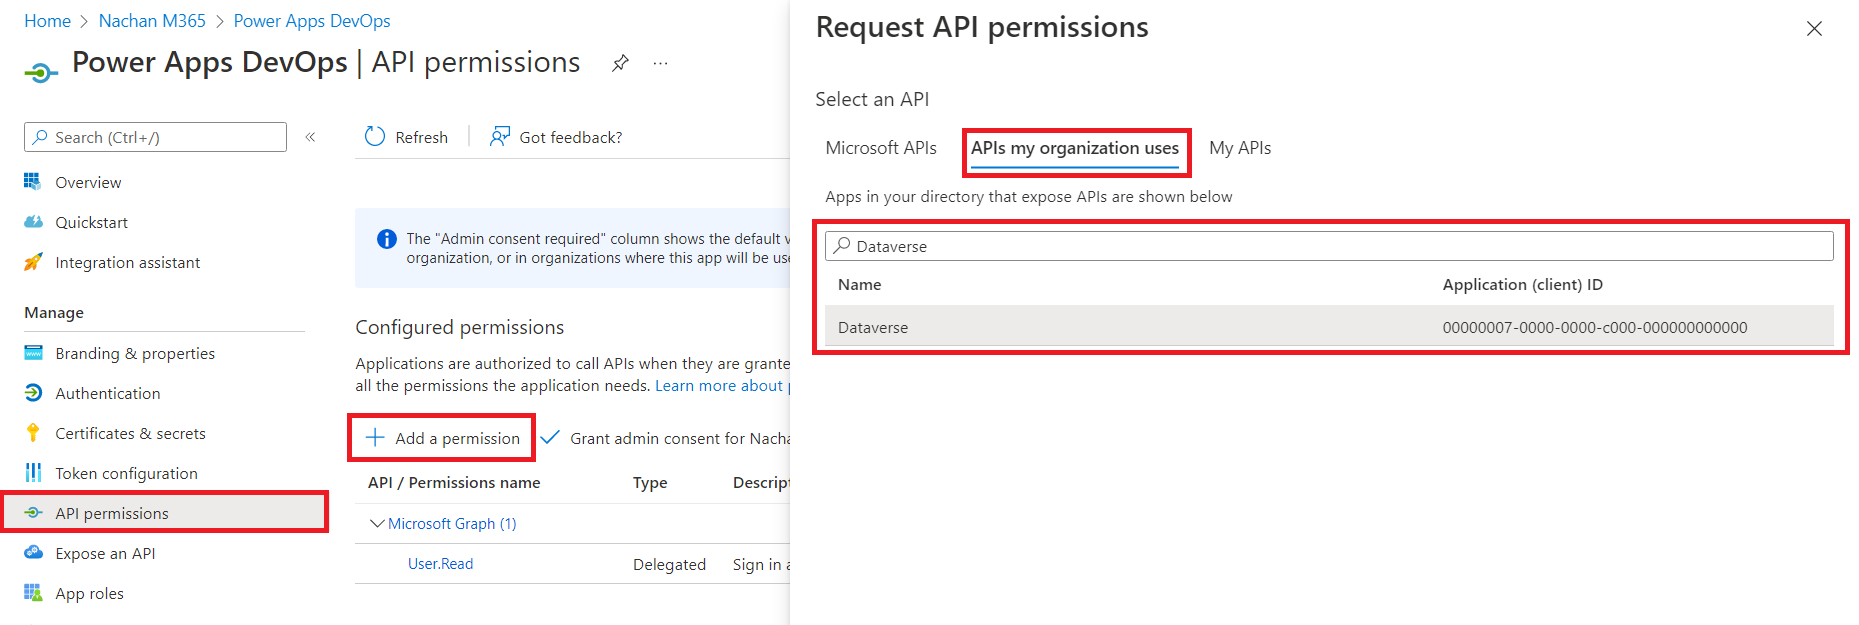 Home > Nachan M365 > Power Apps DevOps
Power Apps DevOps | API permissions
Search (Ctrl+/)
Overview
Quickstart
Integration assistant
Manage
Branding & properties
Authentication
Certificates & secrets
Token configuration
API permissions
Expose an API
App roles
Refresh
Got feedback?
The "Admin consent required" column shows the default v
organization, or in organizations where this app will be use
Configured permissions
Applications are authorized to call APIs when they are grante
all the permissions the application needs. Learn more about p
Add a permission
Grant admin consent for Nacha
API / Permissions name Type Descript
Microsoft Graph (1)
User.Read Delegated Sign in a
Request API permissions
Select an API
Microsoft APIs APIs my organization uses My APIs
Apps in your directory that expose APIs are shown below
Dataverse
Name Application (client) ID
Dataverse 00000007-0000-0000-c000-000000000000